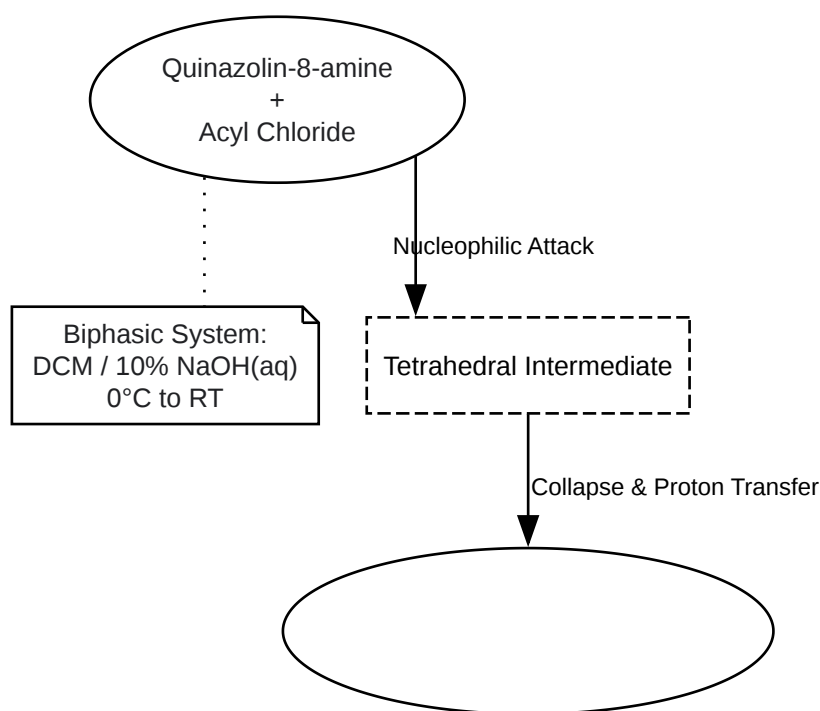 Quinazolin-8-amine
+
Acyl Chloride
Nucleophilic Attack
Biphasic System:
DCM / 10% NaOH(aq)
0°C to RT
Tetrahedral Intermediate
Collapse & Proton Transfer